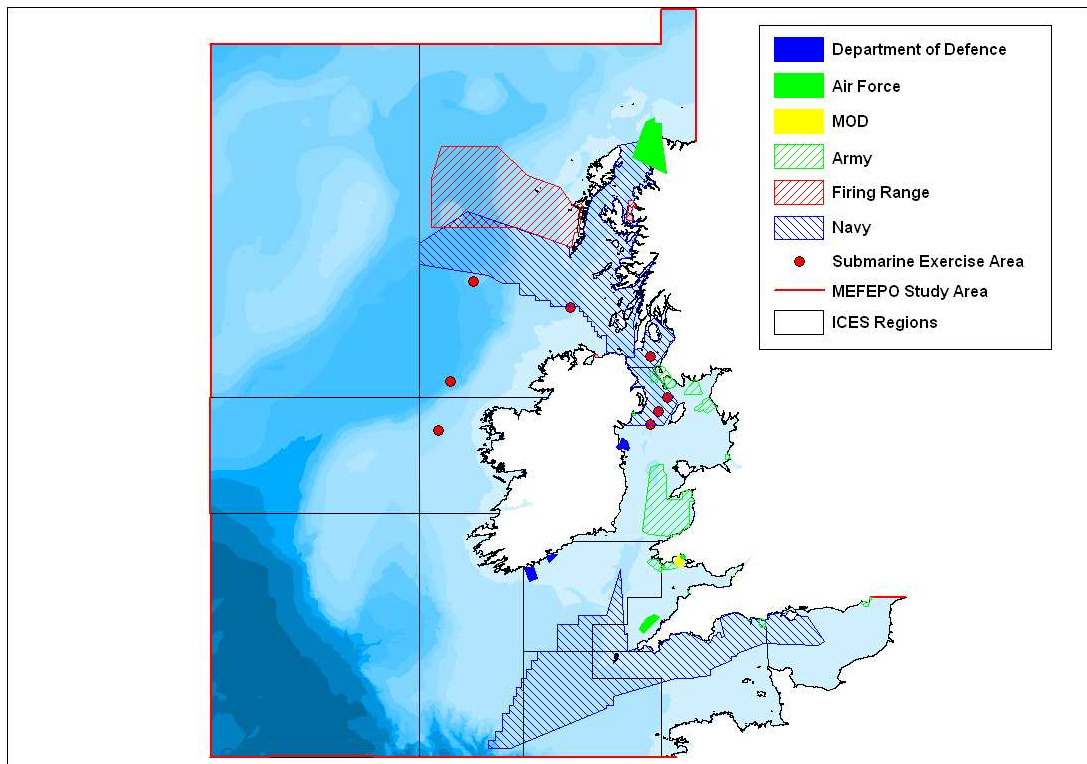 Department of Defence
Air Force
MOD
Army
Firing Range
Navy
Submarine Exercise Area
MEFEPO Study Area
ICES Regions